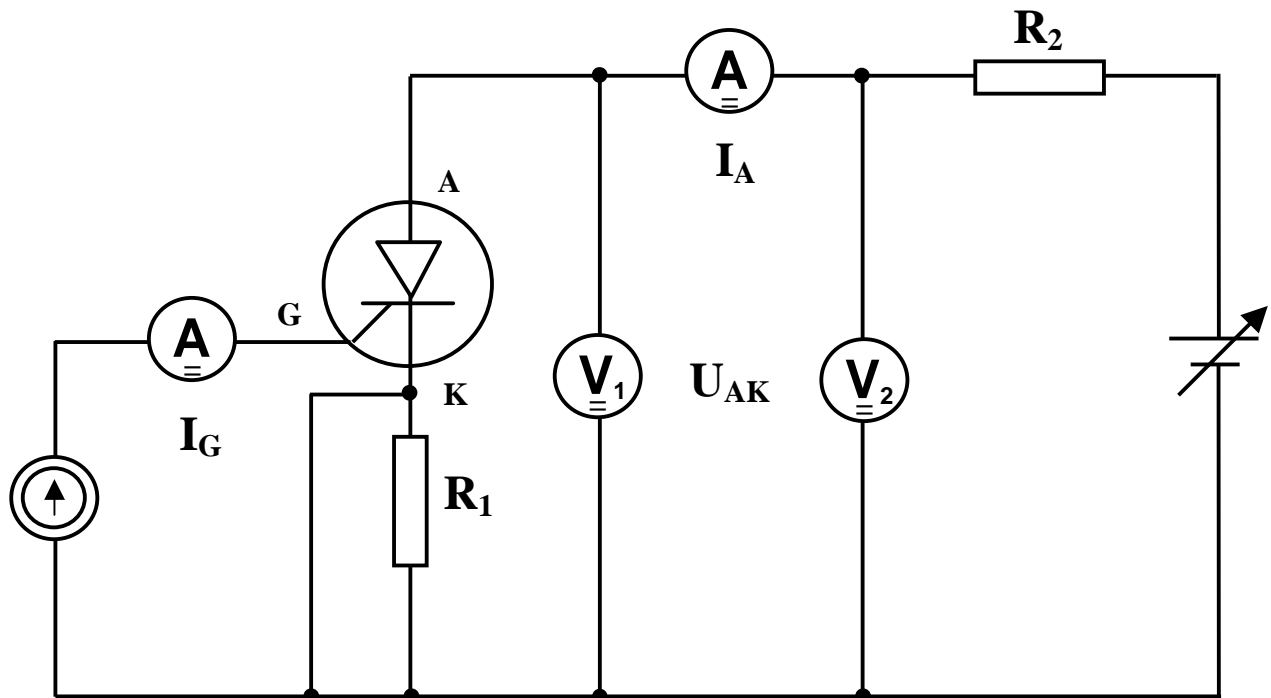 R2
A
=
IA
A
G
A
=
V1
=
UAK
V2
=
K
IG
R1